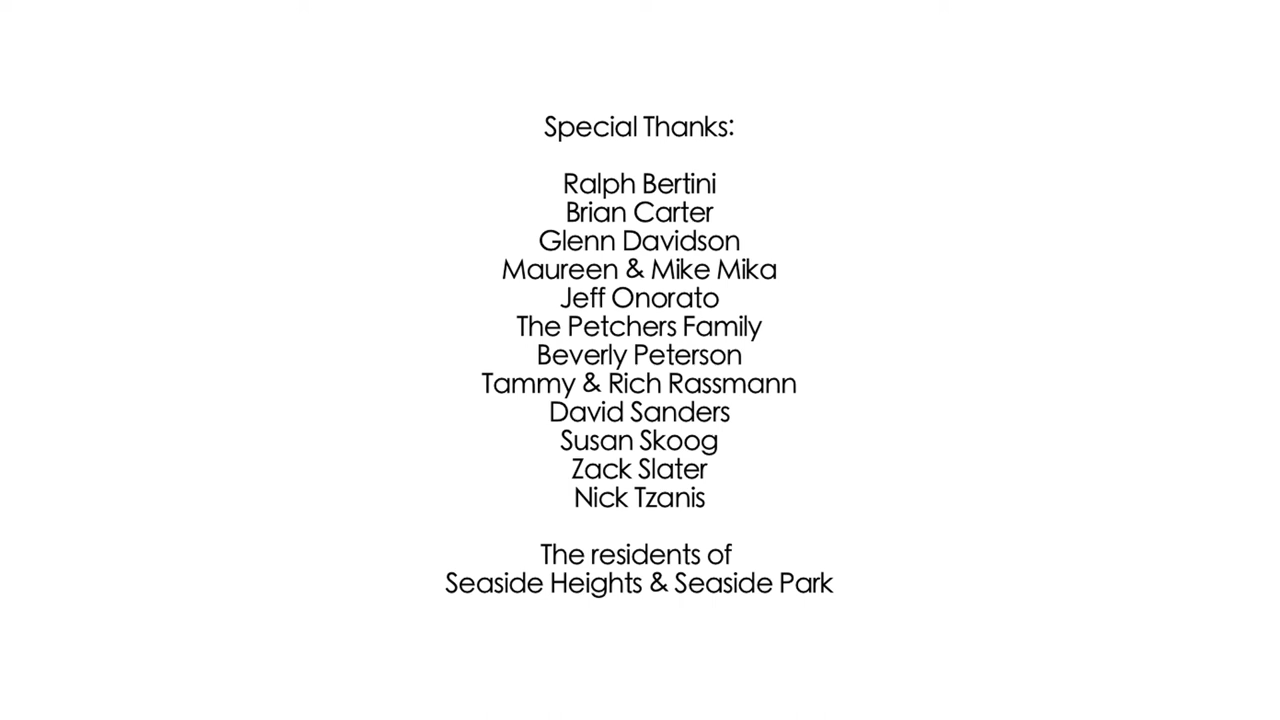 Special Thanks:
Ralph Bertini
Brian Carter
Glenn Davidson
Maureen & Mike Mika
Jeff Onorato
The Petchers Family
Beverly Peterson
Tammy & Rich Rassmann
David Sanders
Susan Skoog
Zack Slater
Nick Tzanis
The residents of
Seaside Heights & Seaside Park